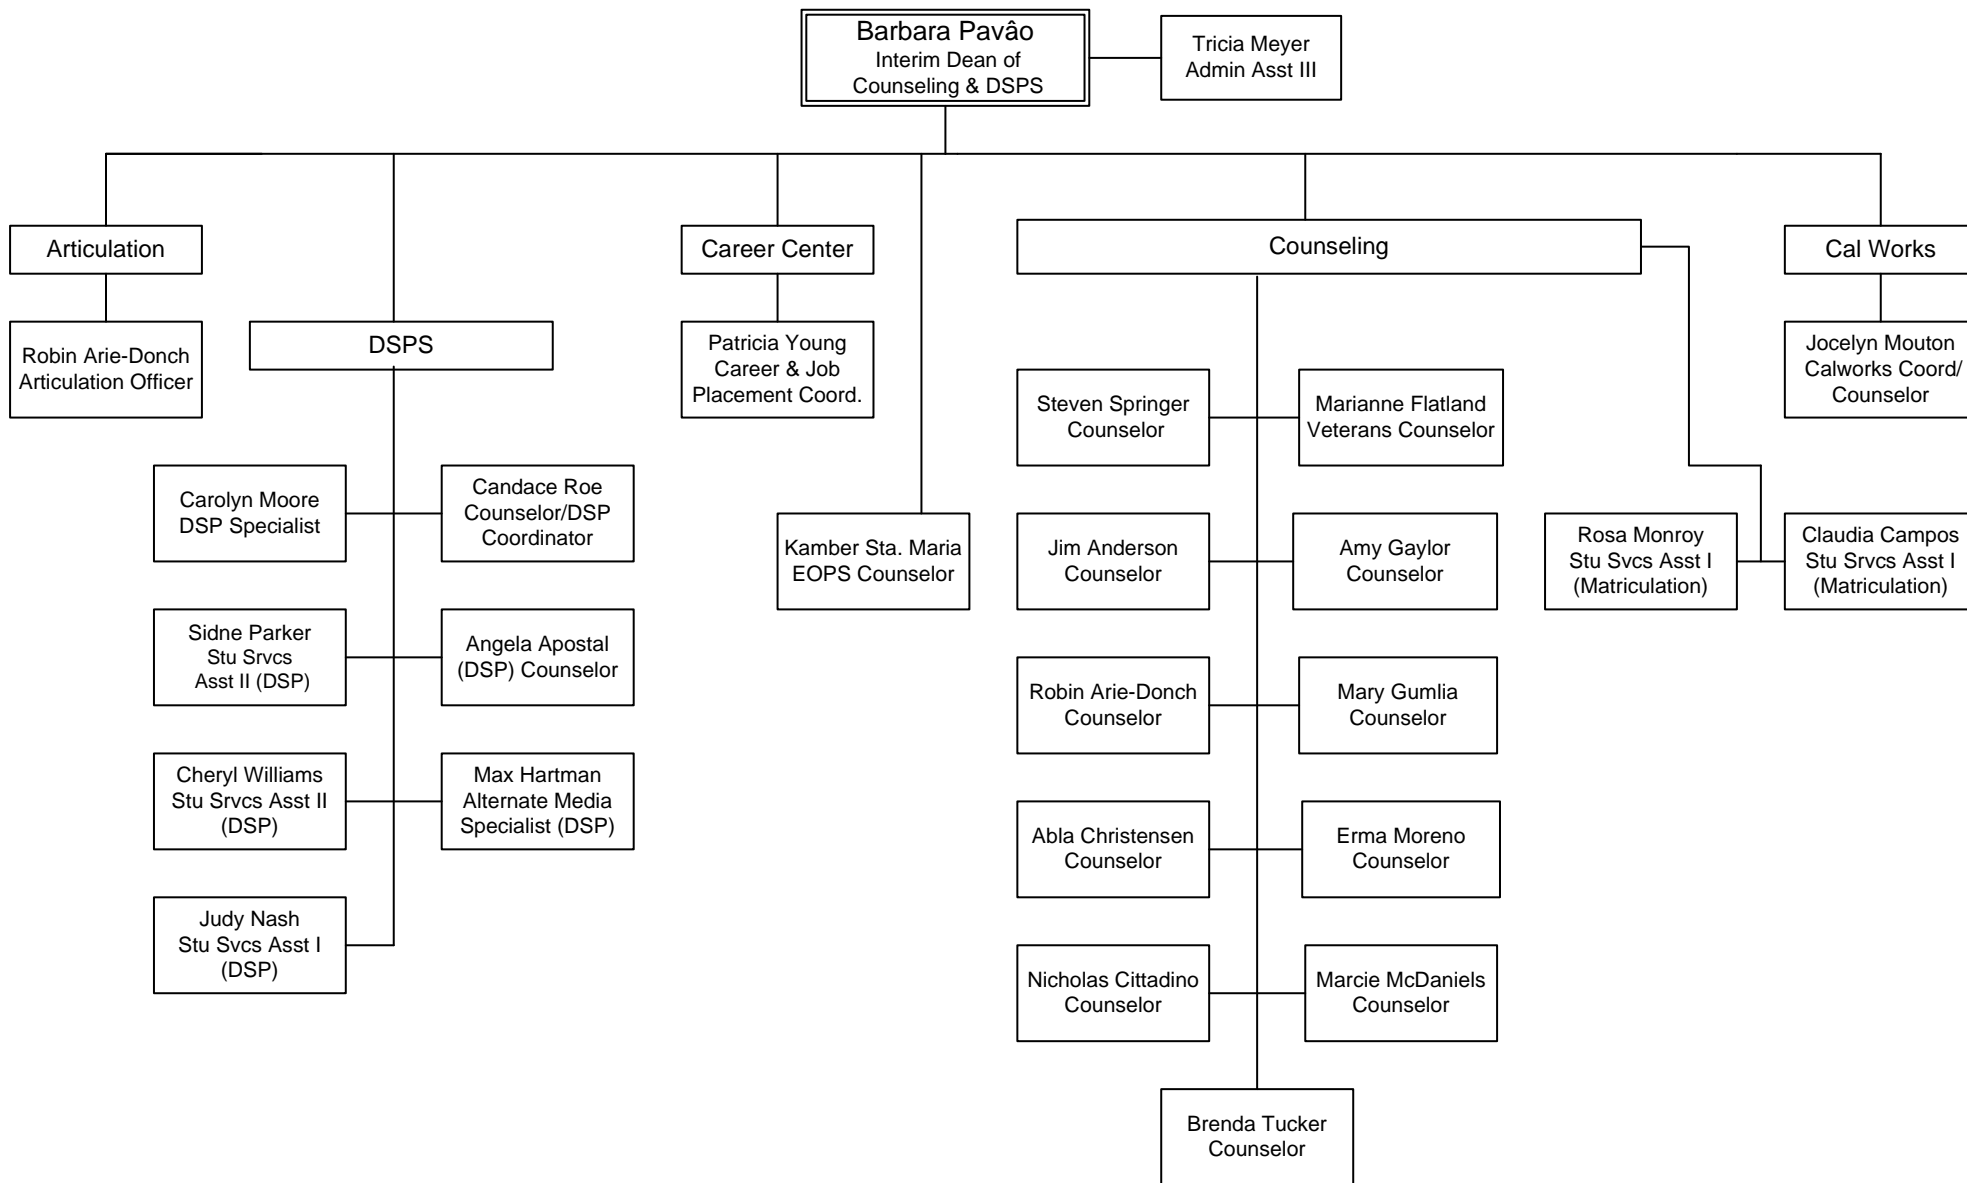 Barbara Pavâo
Interim Dean of
Counseling & DSPS
Tricia Meyer
Admin Asst III
Articulation
Career Center
Counseling
Cal Works
Robin Arie-Donch
Articulation Officer
DSPS
Patricia Young
Career & Job
Placement Coord.
Jocelyn Mouton
Calworks Coord/
Counselor
Steven Springer
Counselor
Marianne Flatland
Veterans Counselor
Carolyn Moore
DSP Specialist
Candace Roe
Counselor/DSP
Coordinator
Kamber Sta. Maria
EOPS Counselor
Jim Anderson
Counselor
Amy Gaylor
Counselor
Rosa Monroy
Stu Svcs Asst I
(Matriculation)
Claudia Campos
Stu Srvcs Asst I
(Matriculation)
Sidne Parker
Stu Srvcs
Asst II (DSP)
Angela Apostal
(DSP) Counselor
Robin Arie-Donch
Counselor
Mary Gumlia
Counselor
Cheryl Williams
Stu Srvcs Asst II
(DSP)
Max Hartman
Alternate Media
Specialist (DSP)
Abla Christensen
Counselor
Erma Moreno
Counselor
Judy Nash
Stu Svcs Asst I
(DSP)
Nicholas Cittadino
Counselor
Marcie McDaniels
Counselor
Brenda Tucker
Counselor